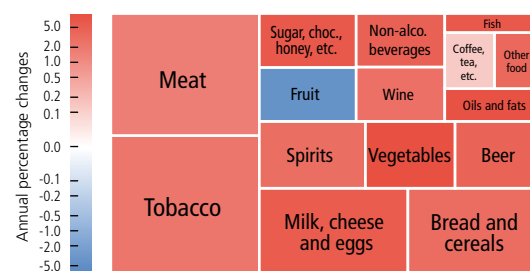 Annual percentage changes
5.0
2.0
1.0
0.5
0.2
0.1
0.0
-0.1
-0.2
-0.5
-1.0
-2.0
-5.0
Meat
Tobacco
Sugar, choc.,
honey, etc.
Non-alco.
beverages
Fish
Coffee,
tea,
etc.
Other
food
Fruit
Wine
Oils and fats
Spirits
Vegetables
Beer
Milk, cheese
and eggs
Bread and
cereals